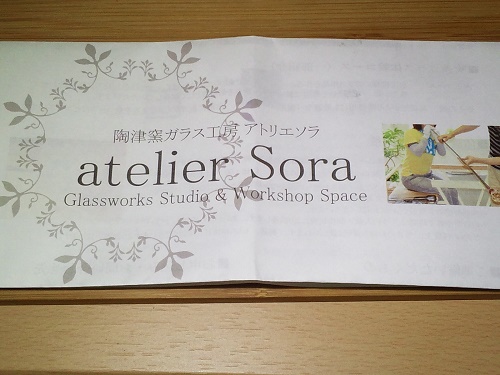 陶津窯ガラス工房 アトリエソラ
atelier Sora
Glassworks Studio & Workshop Space